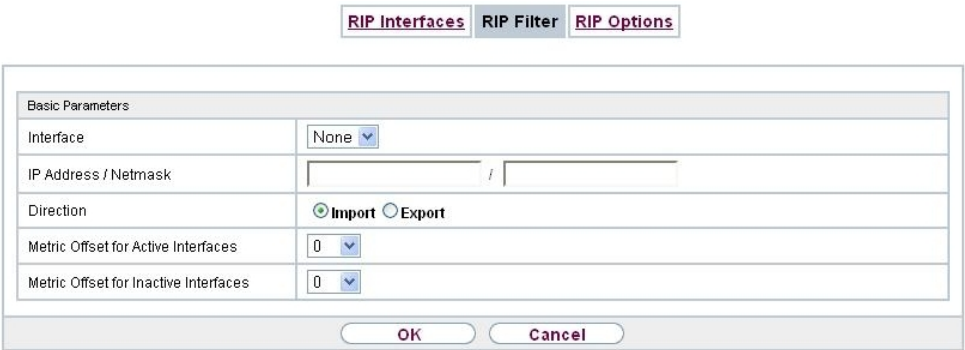 RIP Interfaces RIP Filter RIP Options
Basic Parameters
Interface None
IP Address / Netmask /
Direction Import Export
Metric Offset for Active Interfaces 0
Metric Offset for Inactive Interfaces 0
OK Cancel